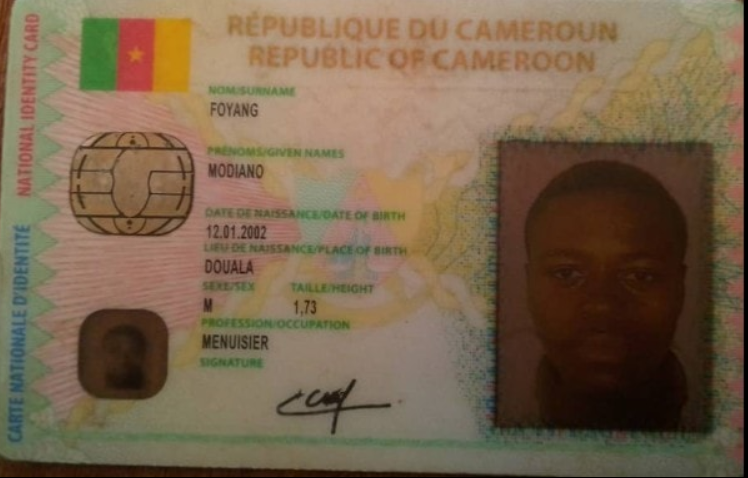 RÉPUBLIQUE DU CAMEROUN
REPUBLIC OF CAMEROON
NATIONAL IDENTITY CARD
CARTE NATIONALE D'IDENTITÉ
NOM/SURNAME
FOYANG
PRÉNOMS/GIVEN NAMES
MODIANO
DATE DE NAISSANCE/DATE OF BIRTH
12.01.2002
LIEU DE NAISSANCE/PLACE OF BIRTH
DOUALA
SEXE/SEX TAILLE/HEIGHT
M 1,73
PROFESSION/OCCUPATION
MENUISIER
SIGNATURE